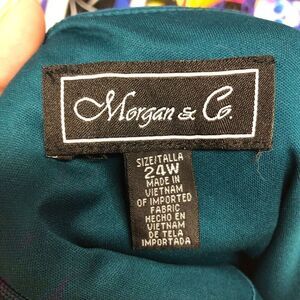 Morgan & Co.
SIZE/TALLA
24W
MADE IN
VIETNAM
OF IMPORTED
FABRIC
HECHO EN
VIETNAM
DE TELA
IMPORTADA